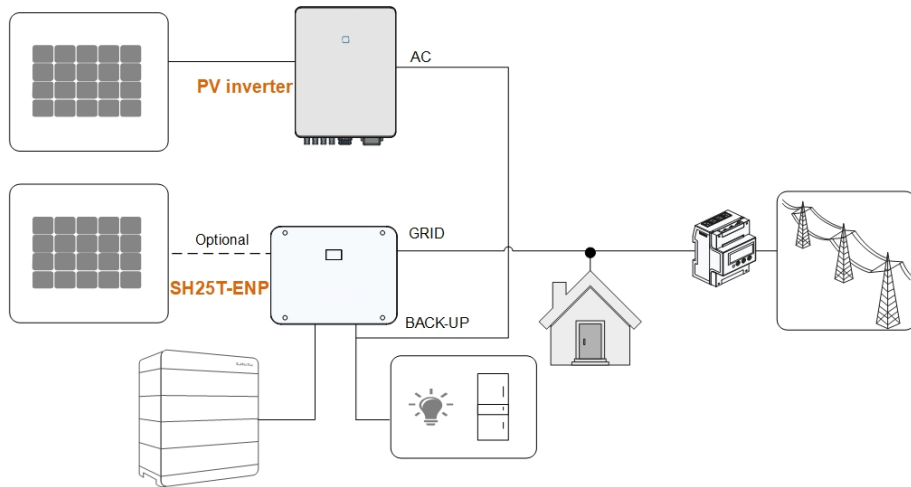 AC
PV inverter
Optional
GRID
SH25T-ENP
BACK-UP